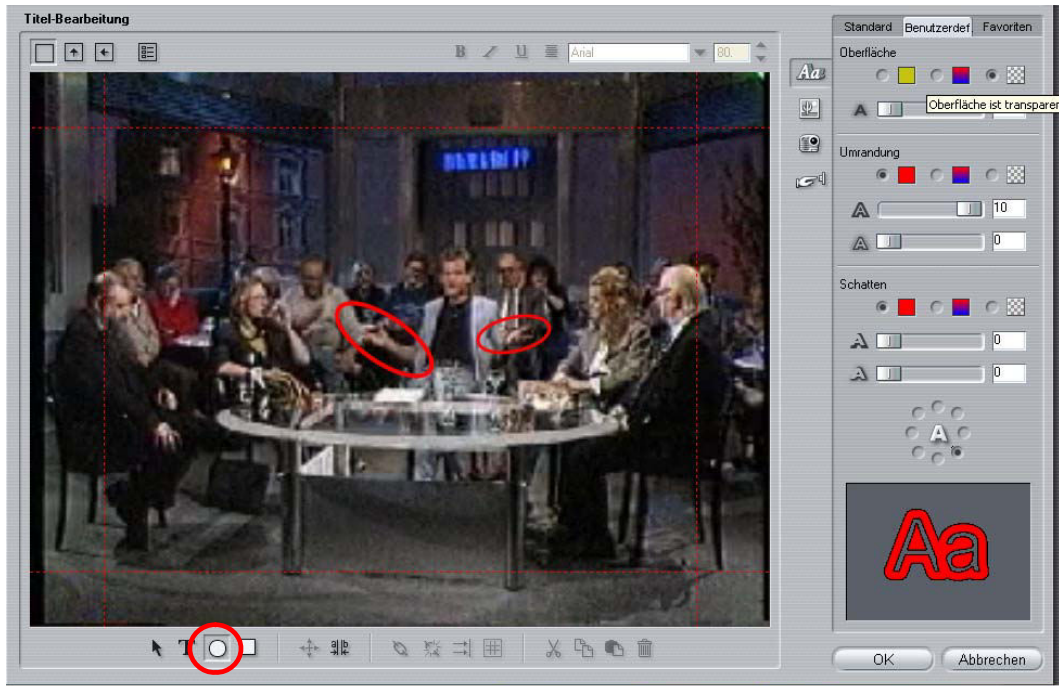 Titel-Bearbeitung
B Z U Arial 80.
Standard Benutzerdef. Favoriten
Oberfläche
Oberfläche ist transparen
Umrandung
10
0
Schatten
0
0
A
Aa
T
OK Abbrechen